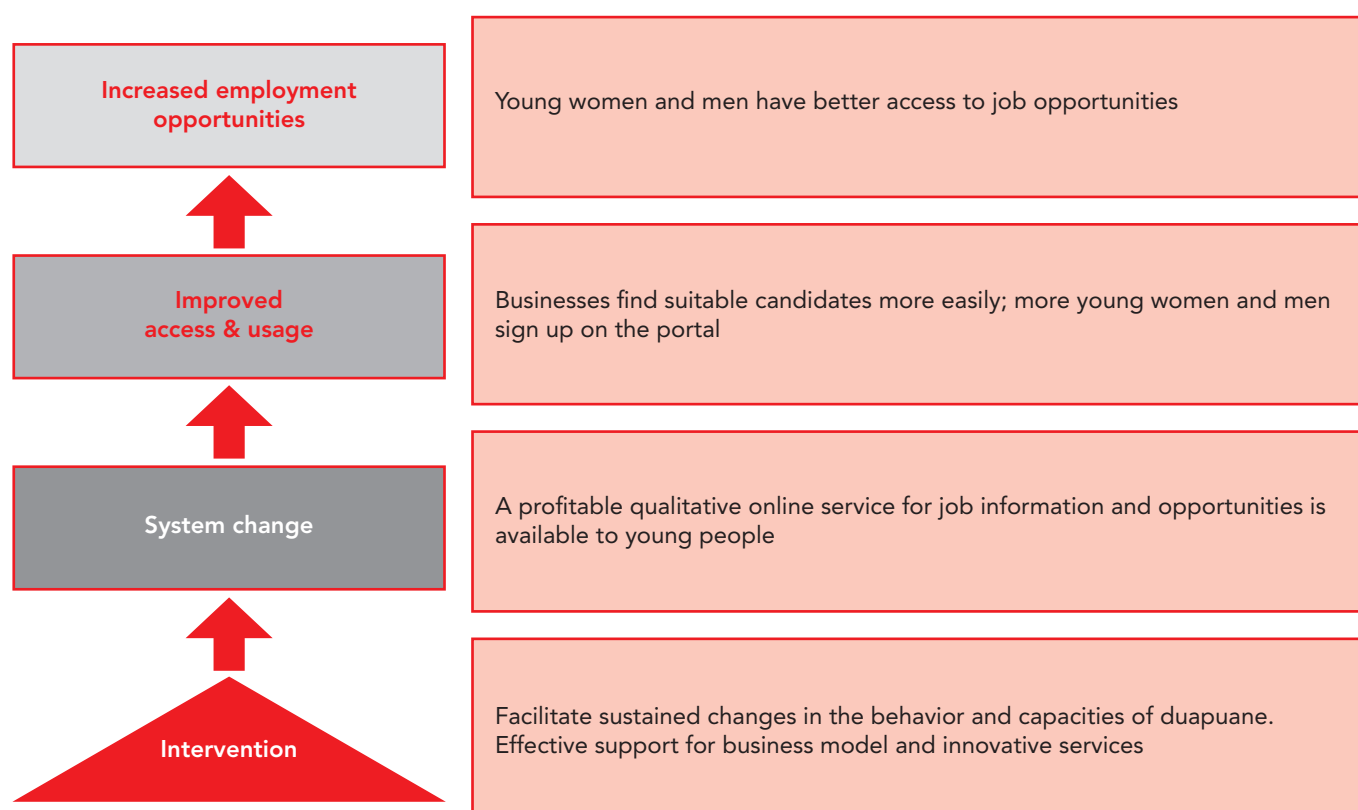 Increased employment
opportunities
Young women and men have better access to job opportunities
Improved
access & usage
Businesses find suitable candidates more easily; more young women and men
sign up on the portal
System change
A profitable qualitative online service for job information and opportunities is
available to young people
Intervention
Facilitate sustained changes in the behavior and capacities of duapuane.
Effective support for business model and innovative services